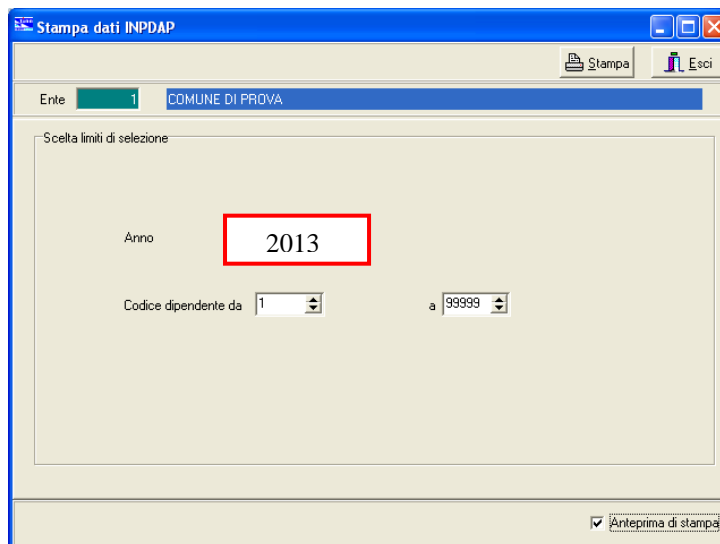 Stampa dati INPDAP
Stampa Esci
Ente 1 COMUNE DI PROVA
Scelta limiti di selezione
Anno 2013
Codice dipendente da 1 a 99999
Anteprima di stampa